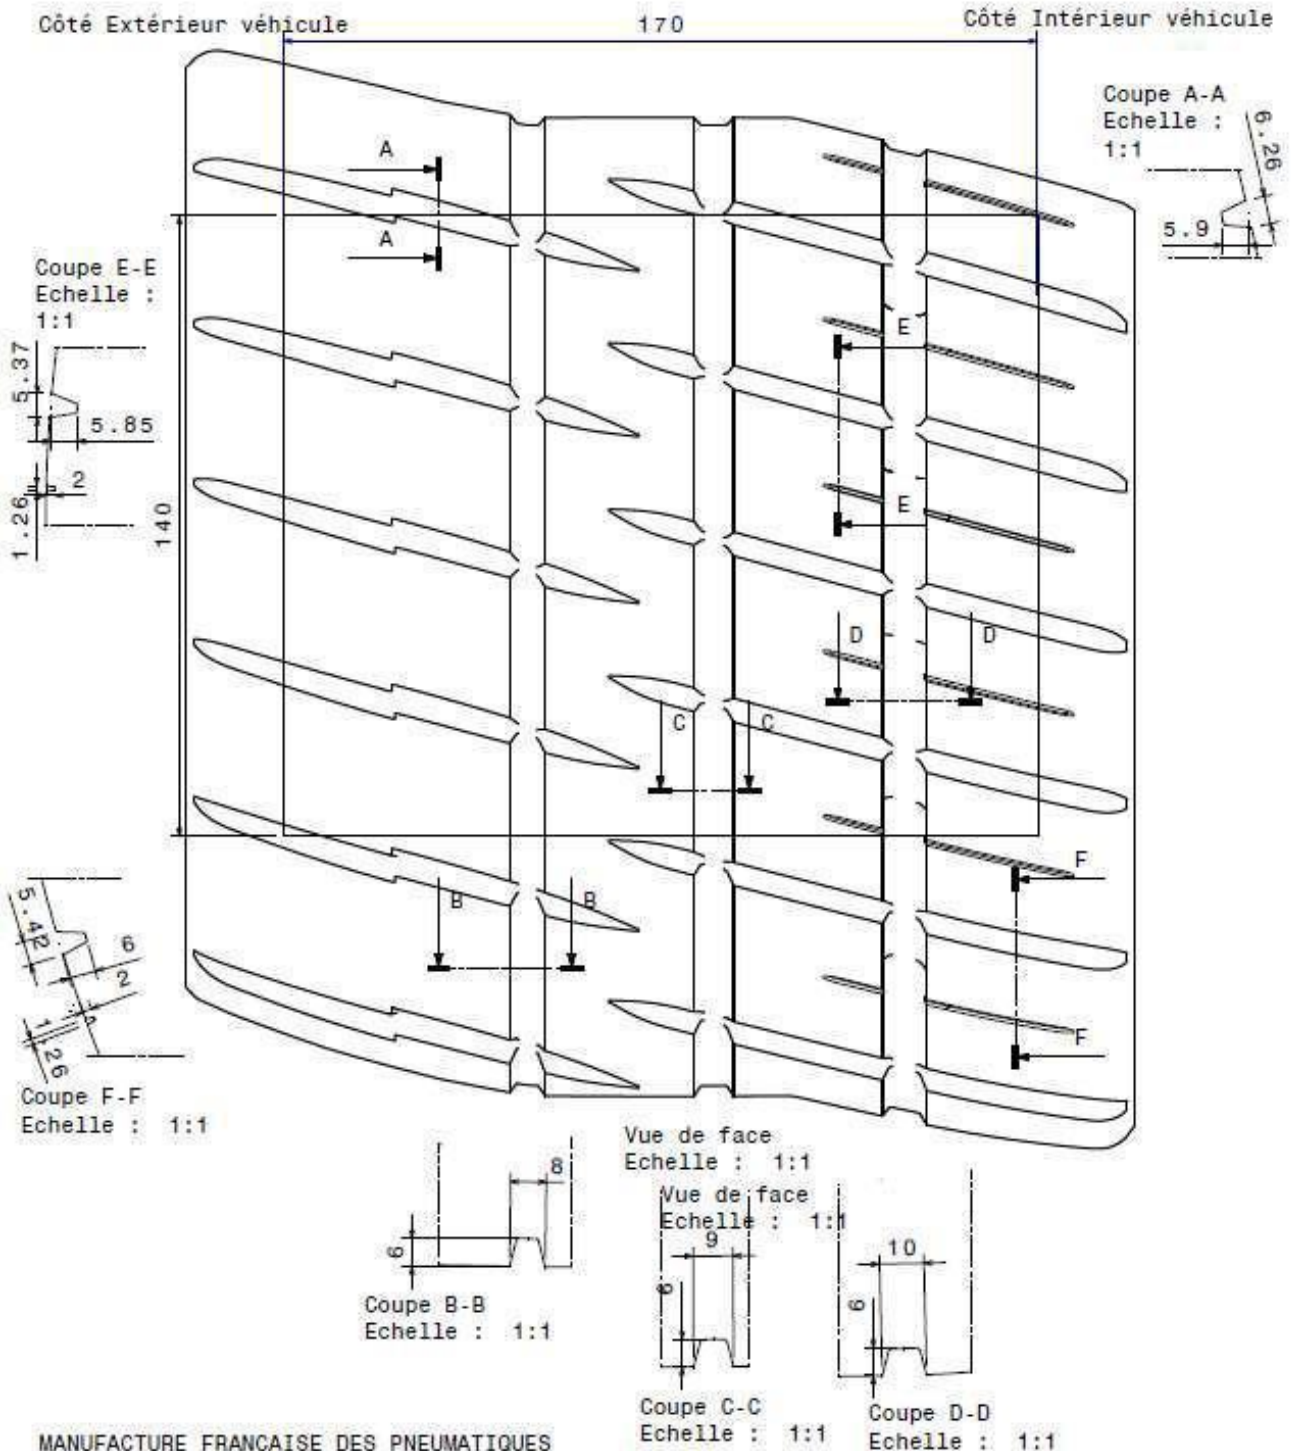 Côté Extérieur véhicule
170
Côté Intérieur véhicule
Coupe A-A
Echelle :
1:1
6.26
5.9
A
A
Coupe E-E
Echelle :
1:1
5.37
5.85
2
1.26
140
E
E
D
D
C
C
B
B
F
F
5.42
6
2
1.26
Coupe F-F
Echelle : 1:1
Vue de face
Echelle : 1:1
Vue de face
Echelle : 1:1
8
6
Coupe B-B
Echelle : 1:1
9
6
Coupe C-C
Echelle : 1:1
10
6
Coupe D-D
Echelle : 1:1
MANUFACTURE FRANCAISE DES PNEUMATIQUES